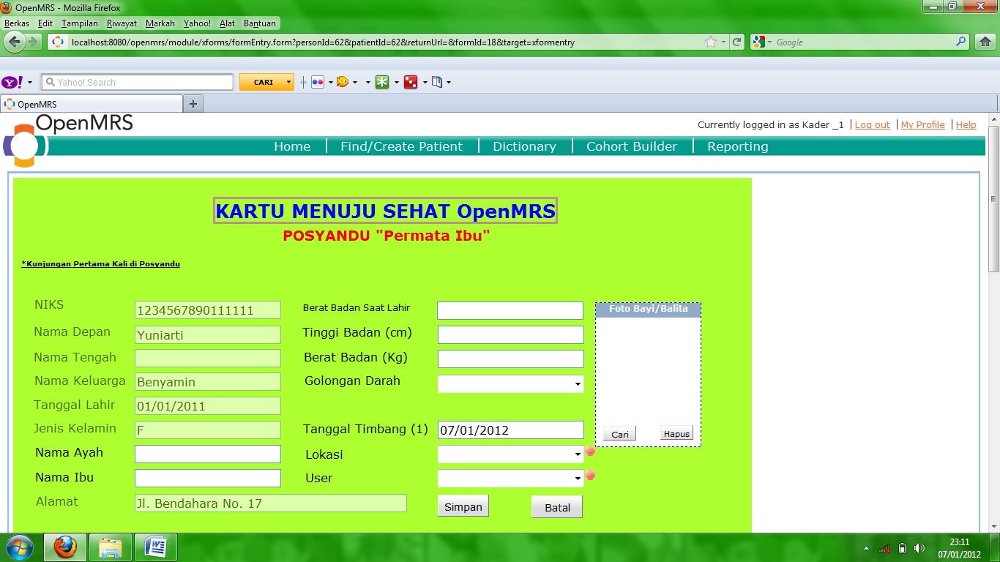 OpenMRS - Mozilla Firefox
Berkas Edit Tampilan Riwayat Markah Yahoo! Alat Bantuan
localhost:8080/openmrs/module/xforms/formEntry.form?personId=62&patientId=62&returnUrl=&formId=18&target=xformentry
Google
Y! Yahoo! Search CARI
OpenMRS
OpenMRS
Currently logged in as Kader _1 | Log out | My Profile | Help
Home Find/Create Patient Dictionary Cohort Builder Reporting
KARTU MENUJU SEHAT OpenMRS
POSYANDU "Permata Ibu"
*Kunjungan Pertama Kali di Posyandu
NIKS 1234567890111111 Berat Badan Saat Lahir Foto Bayi/Balita
Nama Depan Yuniarti Tinggi Badan (cm)
Nama Tengah Berat Badan (Kg)
Nama Keluarga Benyamin Golongan Darah
Tanggal Lahir 01/01/2011
Jenis Kelamin F Tanggal Timbang (1) 07/01/2012 Cari Hapus
Nama Ayah Lokasi
Nama Ibu User
Alamat Jl. Bendahara No. 17 Simpan Batal
23:11
07/01/2012